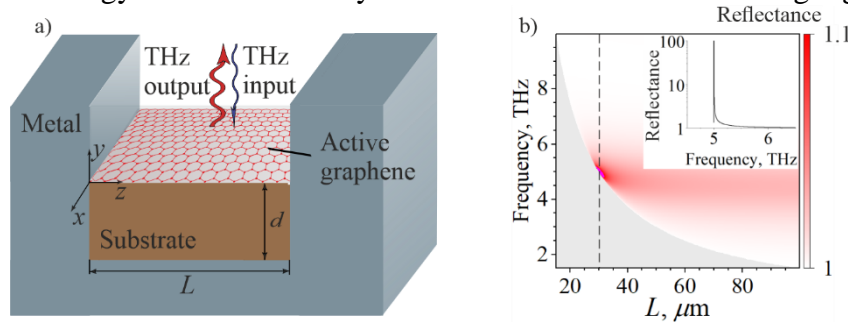 a)
THz
output
THz
input
Metal
Active
graphene
y
z
x
d
Substrate
L
b)
Reflectance
1.1
8
6
4
2
Frequency, THz
100
10
1
Reflectance
5
6
Frequency, THz
1
20
40
60
80
L, μm